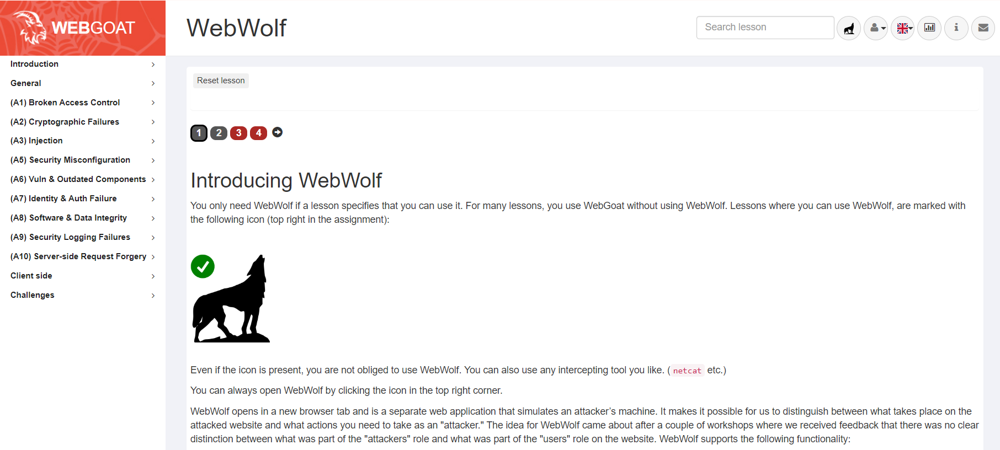 WEBGOAT
WebWolf
Search lesson
Introduction
General
(A1) Broken Access Control
(A2) Cryptographic Failures
(A3) Injection
(A5) Security Misconfiguration
(A6) Vuln & Outdated Components
(A7) Identity & Auth Failure
(A8) Software & Data Integrity
(A9) Security Logging Failures
(A10) Server-side Request Forgery
Client side
Challenges
Reset lesson
1 2 3 4
Introducing WebWolf
You only need WebWolf if a lesson specifies that you can use it. For many lessons, you use WebGoat without using WebWolf. Lessons where you can use WebWolf, are marked with
the following icon (top right in the assignment):
Even if the icon is present, you are not obliged to use WebWolf. You can also use any intercepting tool you like. ( netcat etc.)
You can always open WebWolf by clicking the icon in the top right corner.
WebWolf opens in a new browser tab and is a separate web application that simulates an attacker’s machine. It makes it possible for us to distinguish between what takes place on the
attacked website and what actions you need to take as an "attacker." The idea for WebWolf came about after a couple of workshops where we received feedback that there was no clear
distinction between what was part of the "attackers" role and what was part of the "users" role on the website. WebWolf supports the following functionality: